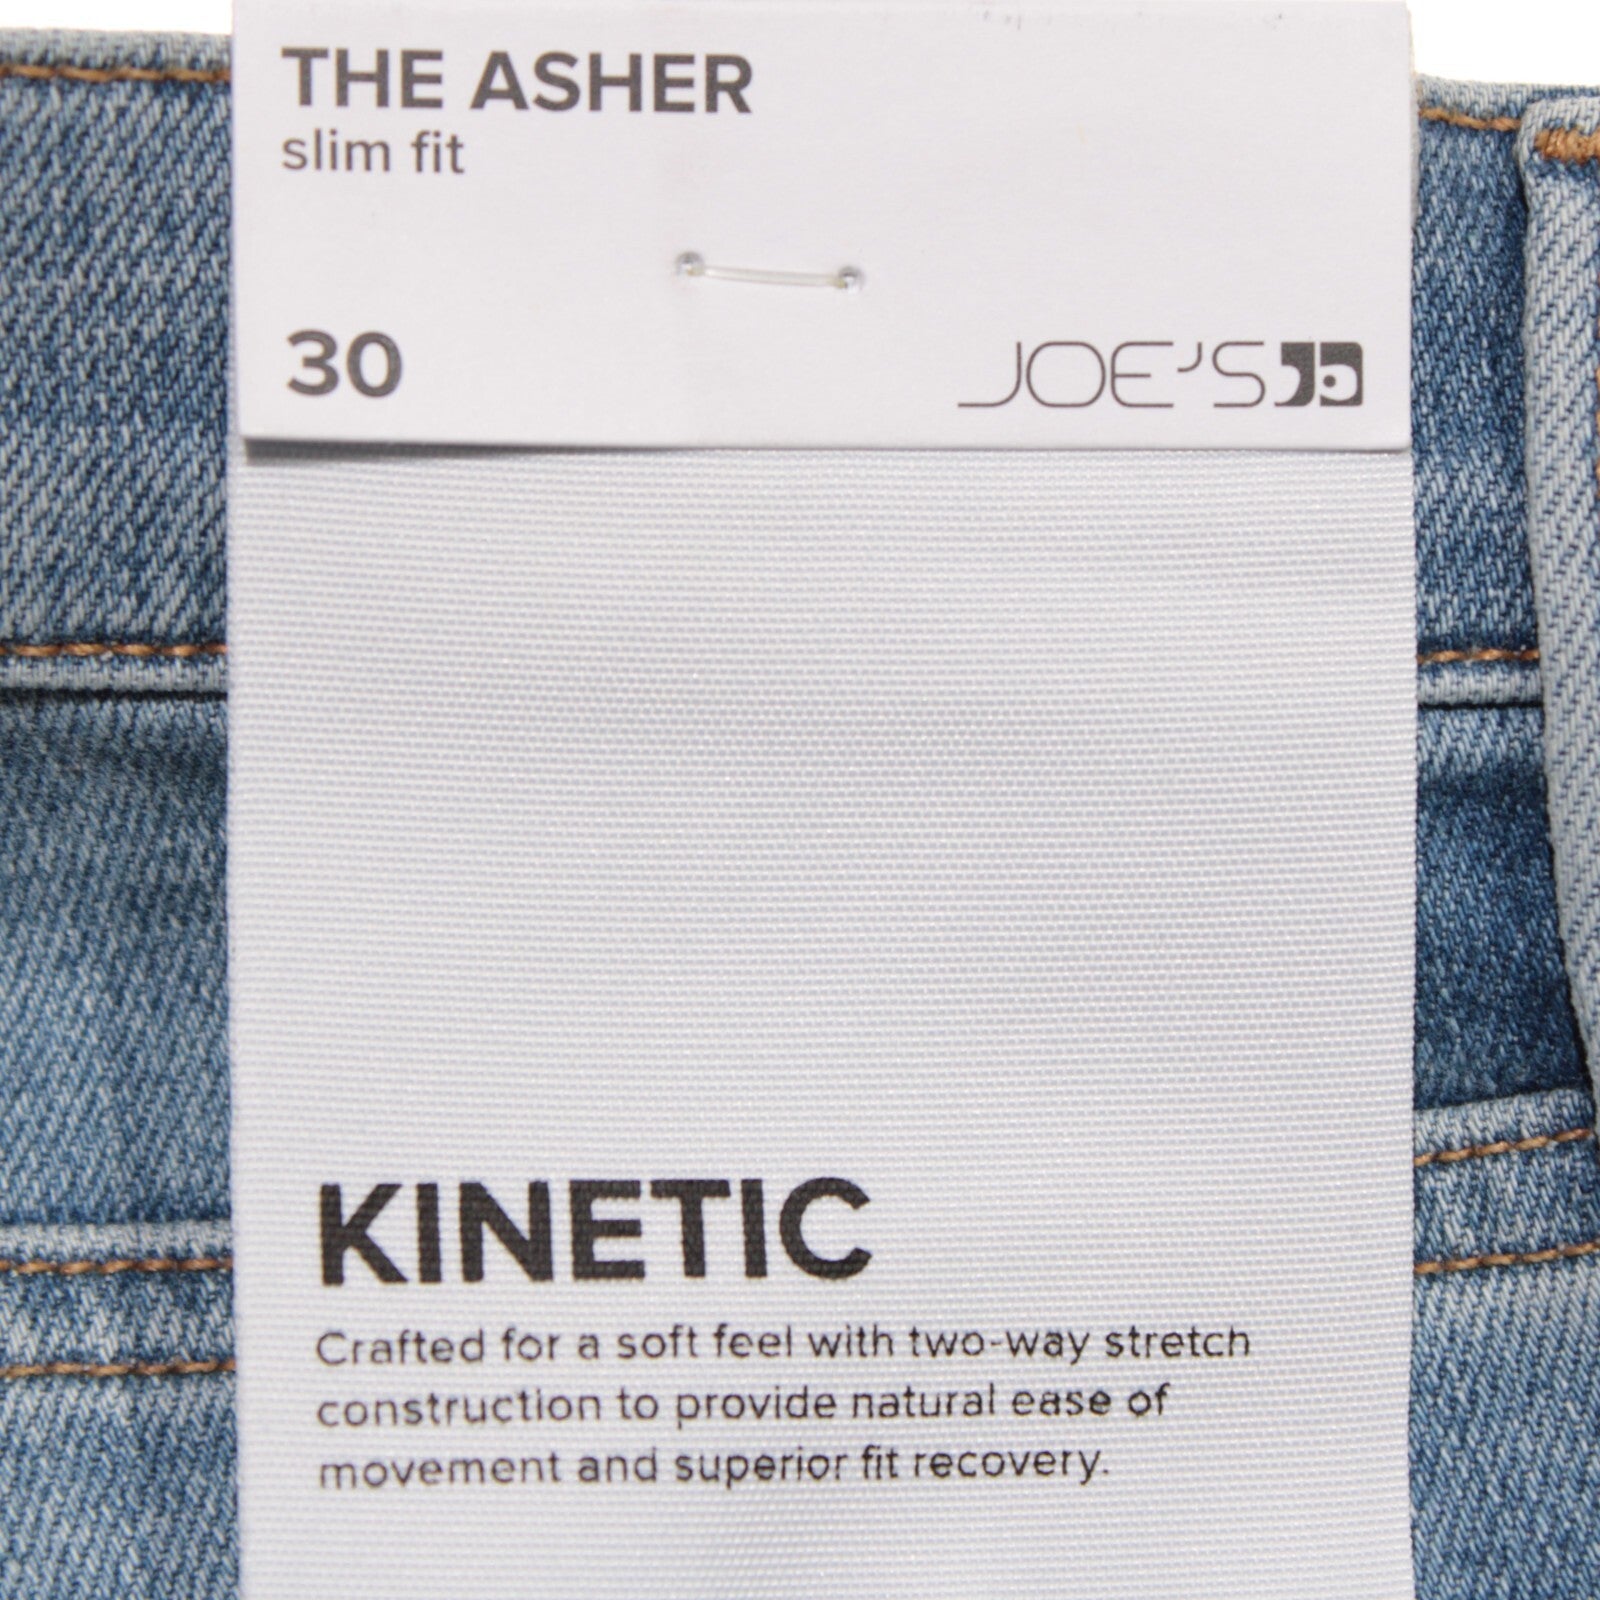 THE ASHER
slim fit
30
JOE'S
KINETIC
Crafted for a soft feel with two-way stretch
construction to provide natural ease of
movement and superior fit recovery.